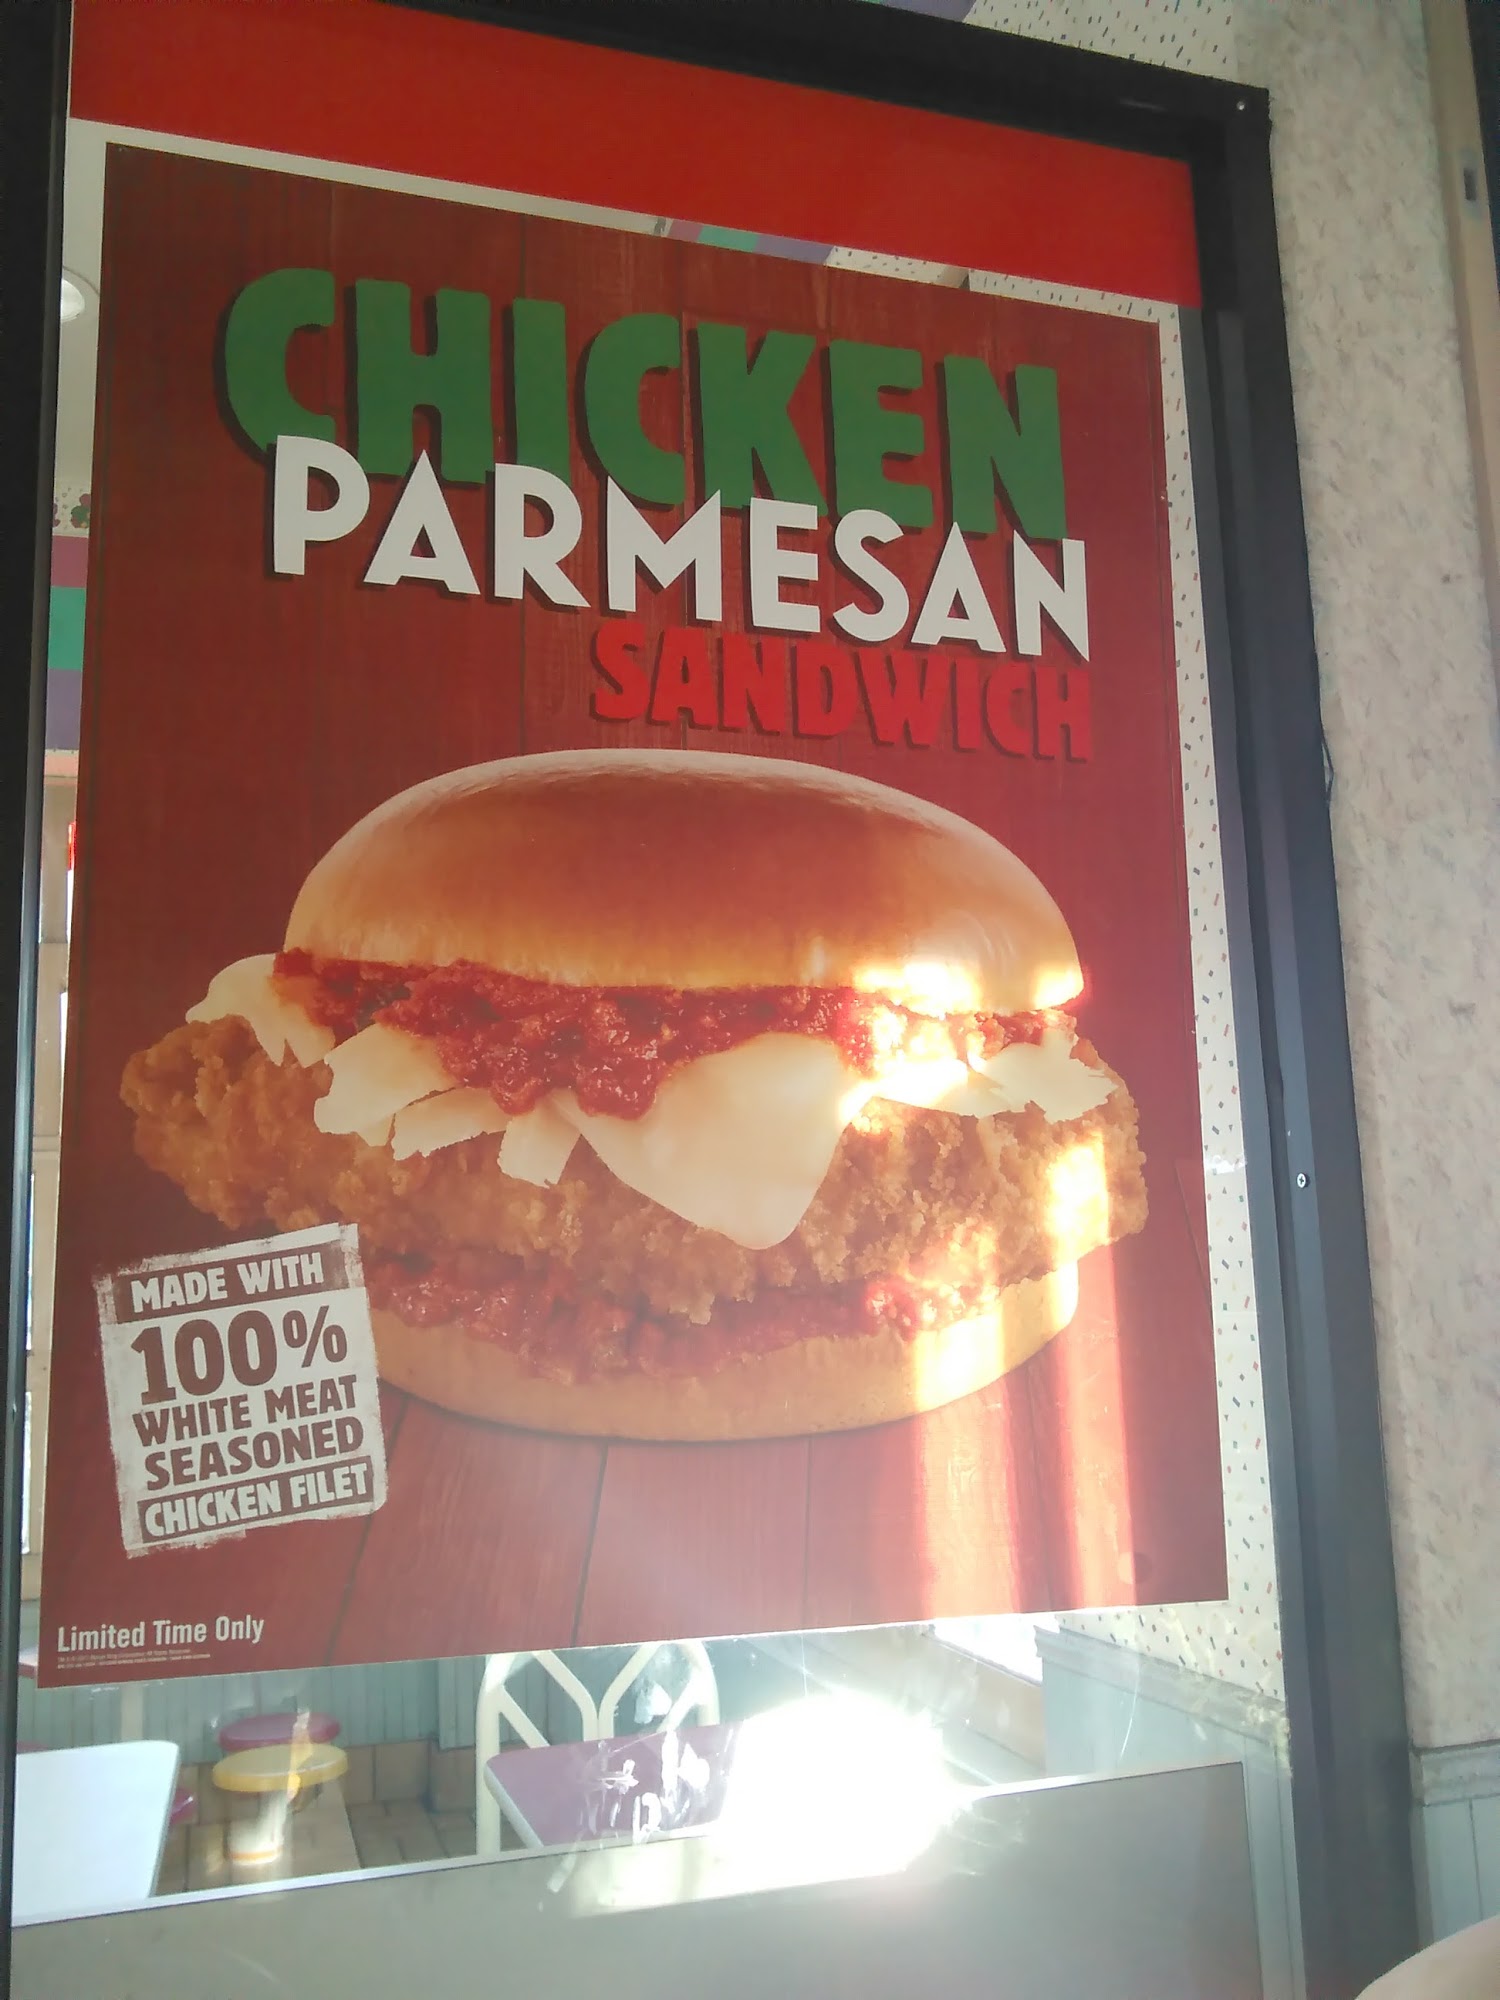 CHICKEN
PARMESAN
SANDWICH
MADE WITH
100%
WHITE MEAT
SEASONED
CHICKEN FILET
Limited Time Only